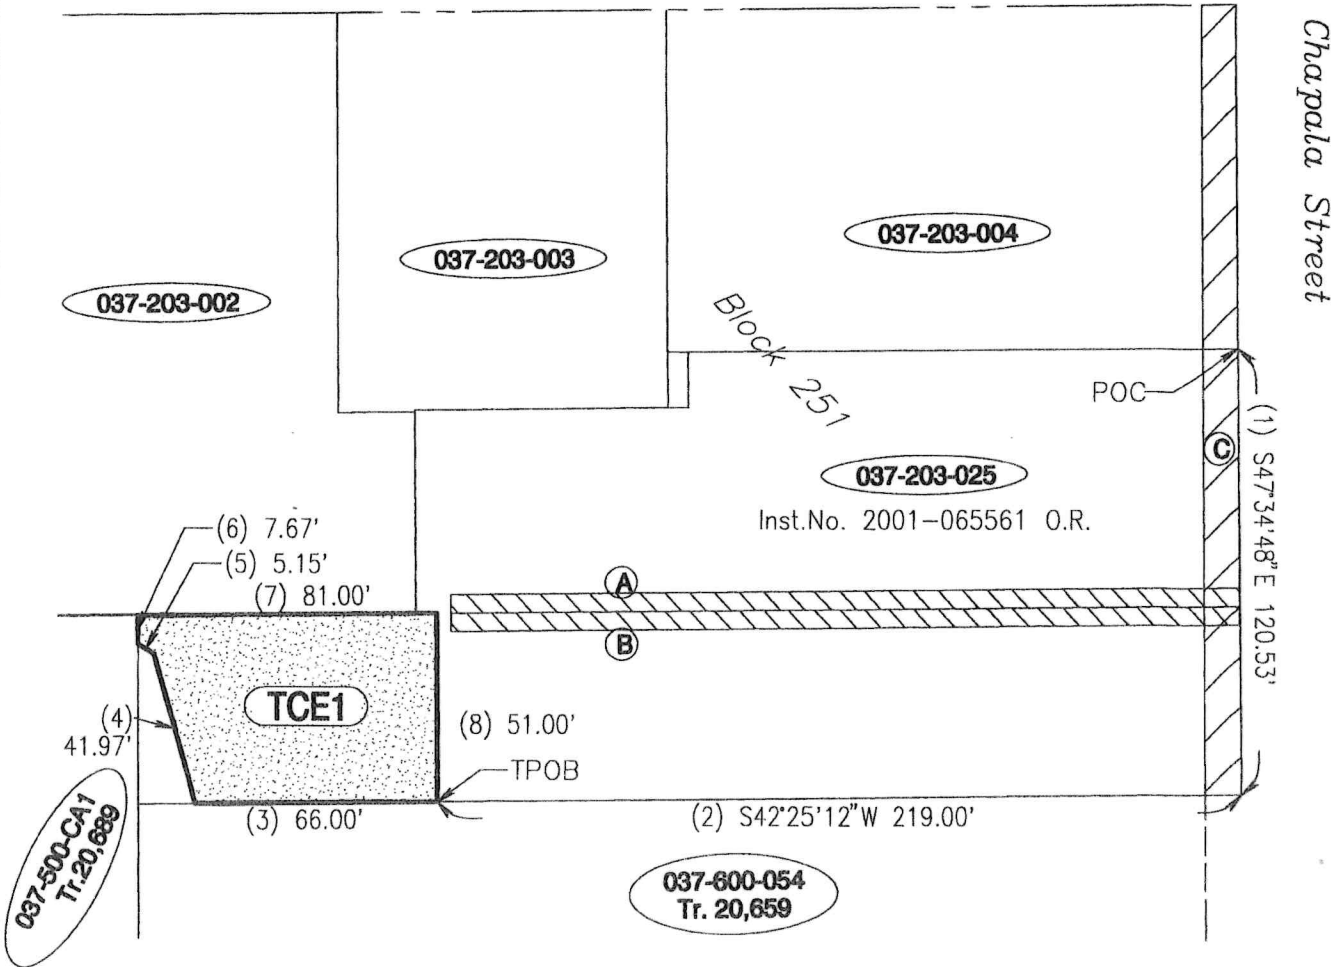 Chapala Street
037-203-004
037-203-003
037-203-002
Block 251
POC
(1) S47°34'48"E 120.53'
C
037-203-025
Inst.No. 2001-065561 O.R.
(6) 7.67'
(5) 5.15'
(7) 81.00'
A
B
TCE1
(4)
41.97'
(8) 51.00'
TPOB
(3) 66.00'
(2) S42°25'12"W 219.00'
037-500-CA1
Tr.20,689
037-600-054
Tr. 20,659